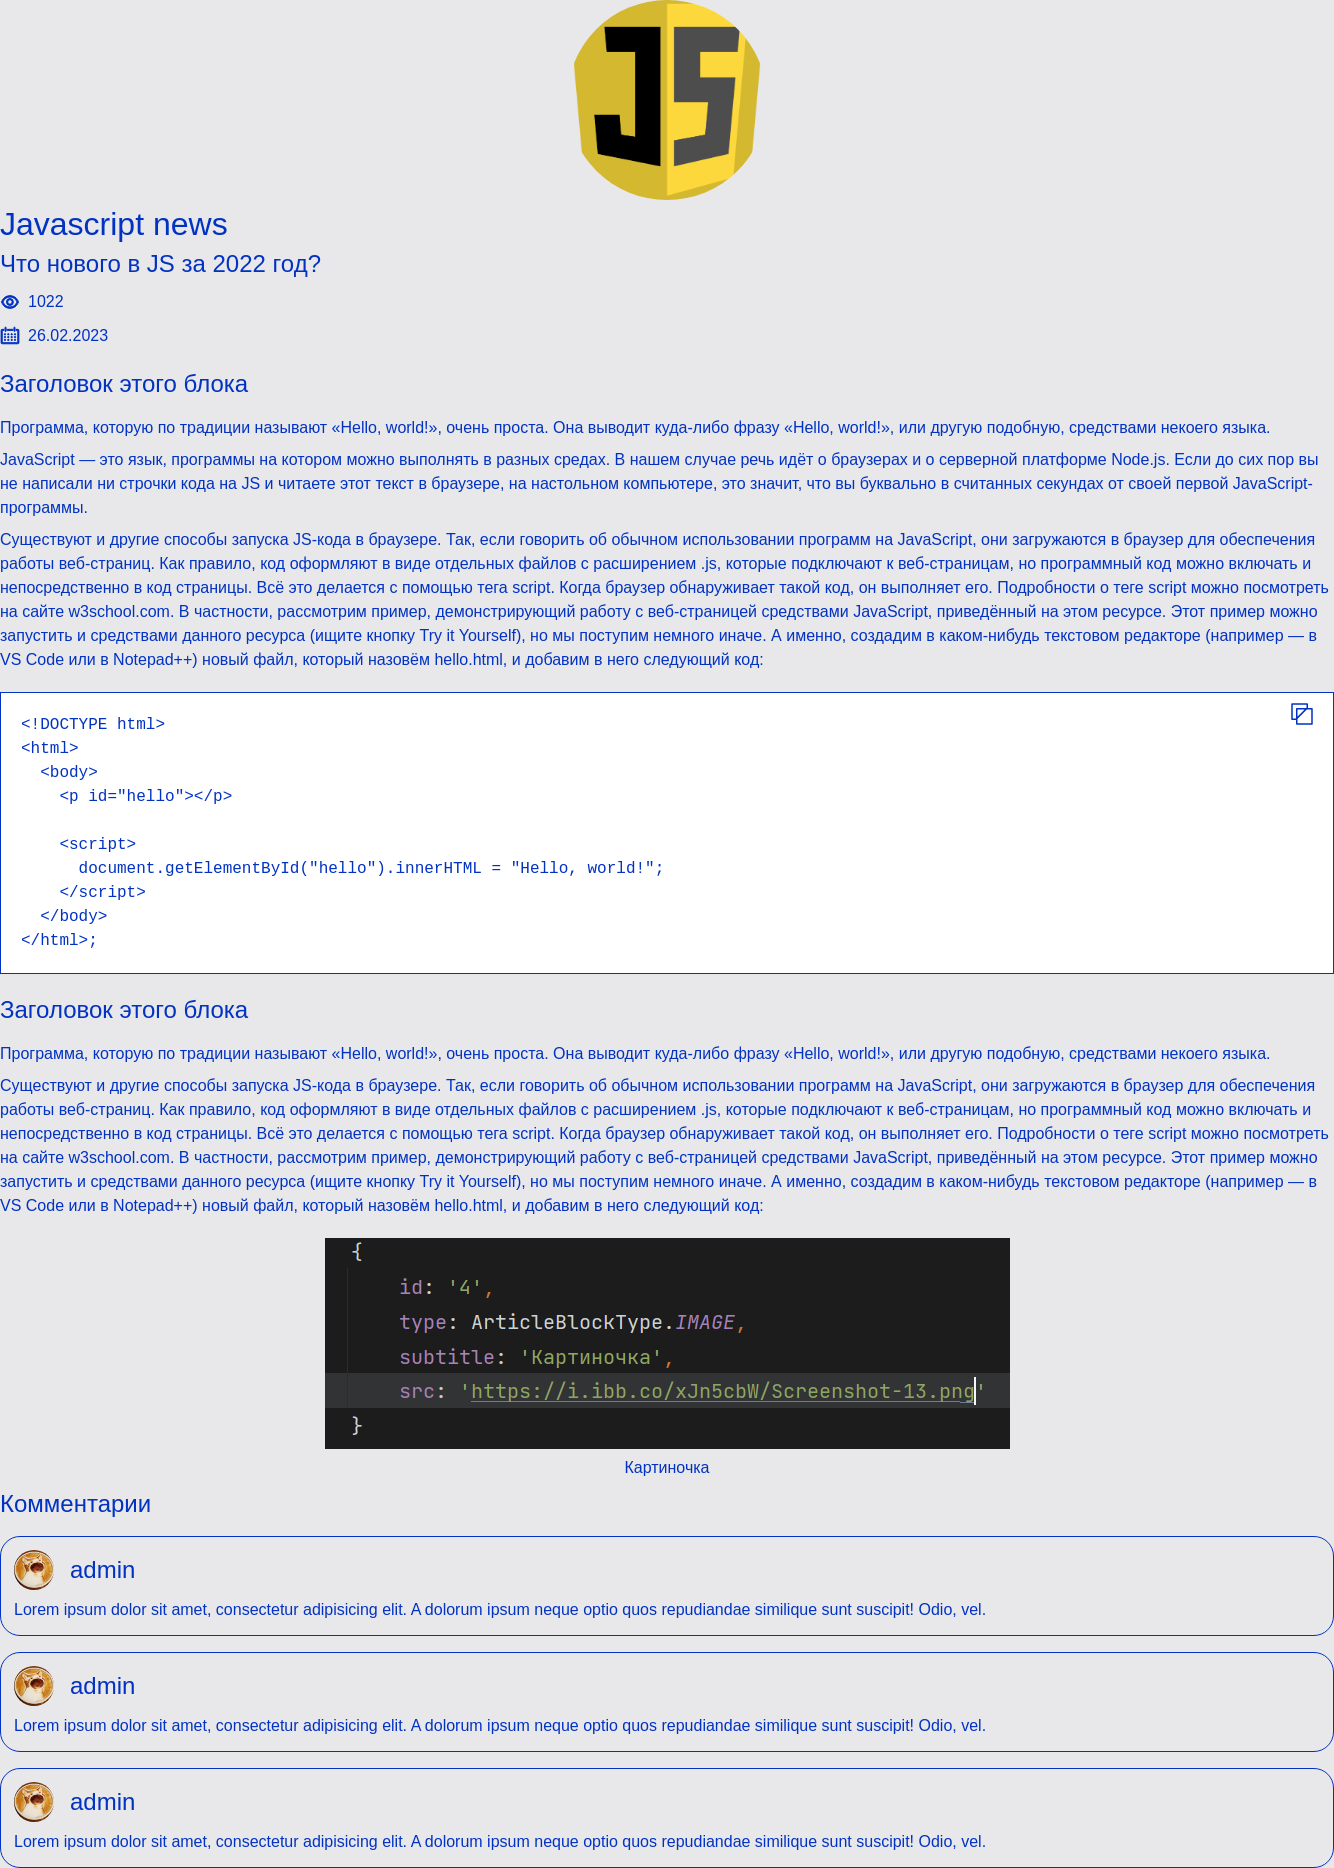 JS
Javascript news
Что нового в JS за 2022 год?
1022
26.02.2023
Заголовок этого блока
Программа, которую по традиции называют «Hello, world!», очень проста. Она выводит куда-либо фразу «Hello, world!», или другую подобную, средствами некоего языка.
JavaScript — это язык, программы на котором можно выполнять в разных средах. В нашем случае речь идёт о браузерах и о серверной платформе Node.js. Если до сих пор вы
не написали ни строчки кода на JS и читаете этот текст в браузере, на настольном компьютере, это значит, что вы буквально в считанных секундах от своей первой JavaScript-
программы.
Существуют и другие способы запуска JS-кода в браузере. Так, если говорить об обычном использовании программ на JavaScript, они загружаются в браузер для обеспечения
работы веб-страниц. Как правило, код оформляют в виде отдельных файлов с расширением .js, которые подключают к веб-страницам, но программный код можно включать и
непосредственно в код страницы. Всё это делается с помощью тега script. Когда браузер обнаруживает такой код, он выполняет его. Подробности о теге script можно посмотреть
на сайте w3school.com. В частности, рассмотрим пример, демонстрирующий работу с веб-страницей средствами JavaScript, приведённый на этом ресурсе. Этот пример можно
запустить и средствами данного ресурса (ищите кнопку Try it Yourself), но мы поступим немного иначе. А именно, создадим в каком-нибудь текстовом редакторе (например — в
VS Code или в Notepad++) новый файл, который назовём hello.html, и добавим в него следующий код:
<!DOCTYPE html>
<html>
  <body>
    <p id="hello"></p>
    <script>
      document.getElementById("hello").innerHTML = "Hello, world!";
    </script>
  </body>
</html>;
Заголовок этого блока
Программа, которую по традиции называют «Hello, world!», очень проста. Она выводит куда-либо фразу «Hello, world!», или другую подобную, средствами некоего языка.
Существуют и другие способы запуска JS-кода в браузере. Так, если говорить об обычном использовании программ на JavaScript, они загружаются в браузер для обеспечения
работы веб-страниц. Как правило, код оформляют в виде отдельных файлов с расширением .js, которые подключают к веб-страницам, но программный код можно включать и
непосредственно в код страницы. Всё это делается с помощью тега script. Когда браузер обнаруживает такой код, он выполняет его. Подробности о теге script можно посмотреть
на сайте w3school.com. В частности, рассмотрим пример, демонстрирующий работу с веб-страницей средствами JavaScript, приведённый на этом ресурсе. Этот пример можно
запустить и средствами данного ресурса (ищите кнопку Try it Yourself), но мы поступим немного иначе. А именно, создадим в каком-нибудь текстовом редакторе (например — в
VS Code или в Notepad++) новый файл, который назовём hello.html, и добавим в него следующий код:
{
    id: '4',
    type: ArticleBlockType.IMAGE,
    subtitle: 'Картиночка',
    src: 'https://i.ibb.co/xJn5cbW/Screenshot-13.png'
}
Картиночка
Комментарии
admin
Lorem ipsum dolor sit amet, consectetur adipisicing elit. A dolorum ipsum neque optio quos repudiandae similique sunt suscipit! Odio, vel.
admin
Lorem ipsum dolor sit amet, consectetur adipisicing elit. A dolorum ipsum neque optio quos repudiandae similique sunt suscipit! Odio, vel.
admin
Lorem ipsum dolor sit amet, consectetur adipisicing elit. A dolorum ipsum neque optio quos repudiandae similique sunt suscipit! Odio, vel.